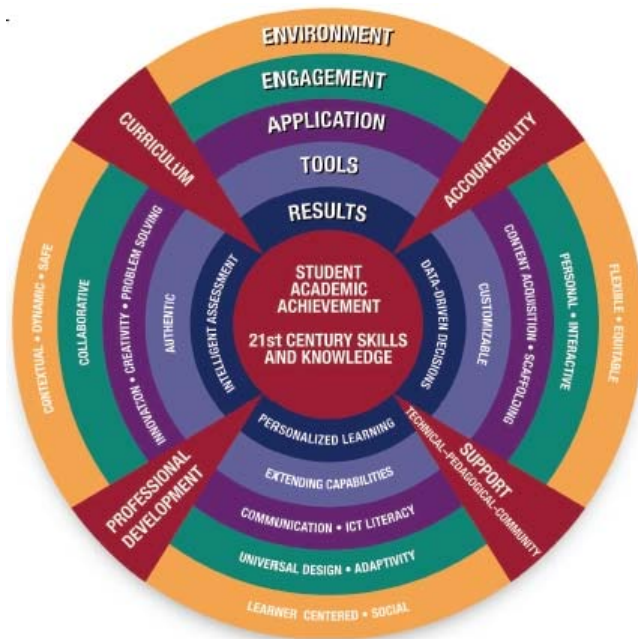 ENVIRONMENT
ENGAGEMENT
APPLICATION
TOOLS
RESULTS
CURRICULUM
ACCOUNTABILITY
STUDENT
ACADEMIC
ACHIEVEMENT
21st CENTURY SKILLS
AND KNOWLEDGE
CONTEXTUAL • DYNAMIC • SAFE
COLLABORATIVE
INNOVATION • CREATIVITY • PROBLEM SOLVING
AUTHENTIC
INTELLIGENT ASSESSMENT
DATA-DRIVEN DECISIONS
CUSTOMIZABLE
CONTENT ACQUISITION • SCAFFOLDING
PERSONAL • INTERACTIVE
FLEXIBLE • EQUITABLE
PERSONALIZED LEARNING
EXTENDING CAPABILITIES
COMMUNICATION • ICT LITERACY
UNIVERSAL DESIGN • ADAPTIVITY
LEARNER CENTERED • SOCIAL
PROFESSIONAL
DEVELOPMENT
SUPPORT
TECHNICAL–PEDAGOGICAL–COMMUNITY